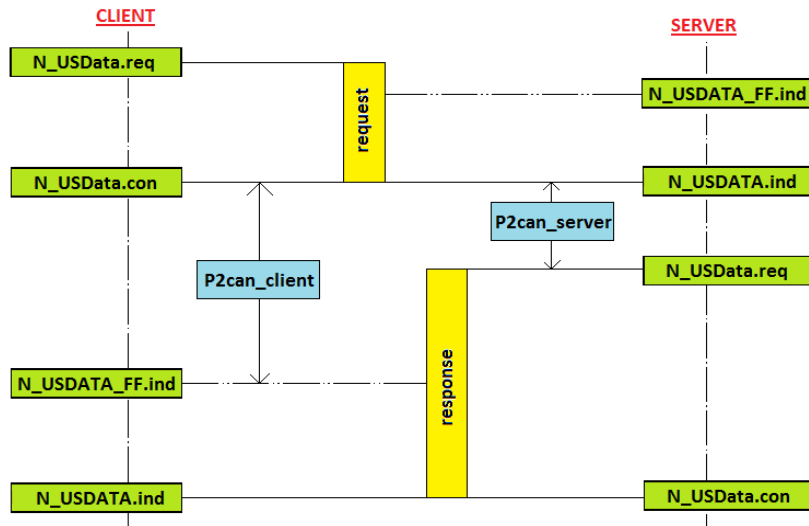 CLIENT
SERVER
N_USData.req
request
N_USDATA_FF.ind
N_USData.con
N_USDATA.ind
P2can_server
P2can_client
N_USData.req
response
N_USDATA_FF.ind
N_USDATA.ind
N_USData.con